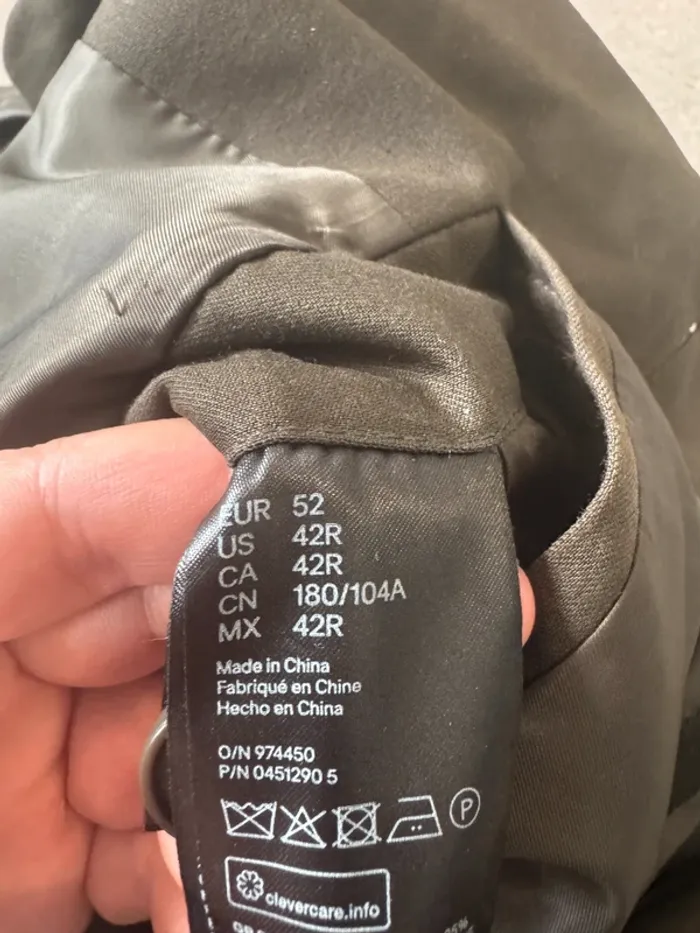 EUR 52
US 42R
CA 42R
CN 180/104A
MX 42R
Made in China
Fabriqué en Chine
Hecho en China
O/N 974450
P/N 0451290 5
P
clevercare.info